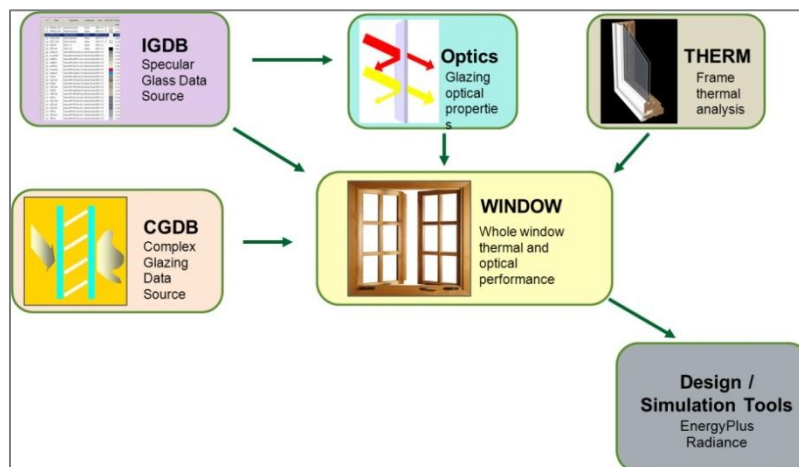 IGDB
Specular
Glass Data
Source
Optics
Glazing
optical
propertie
s
THERM
Frame
thermal
analysis
CGDB
Complex
Glazing
Data
Source
WINDOW
Whole window
thermal and
optical
performance
Design /
Simulation Tools
EnergyPlus
Radiance